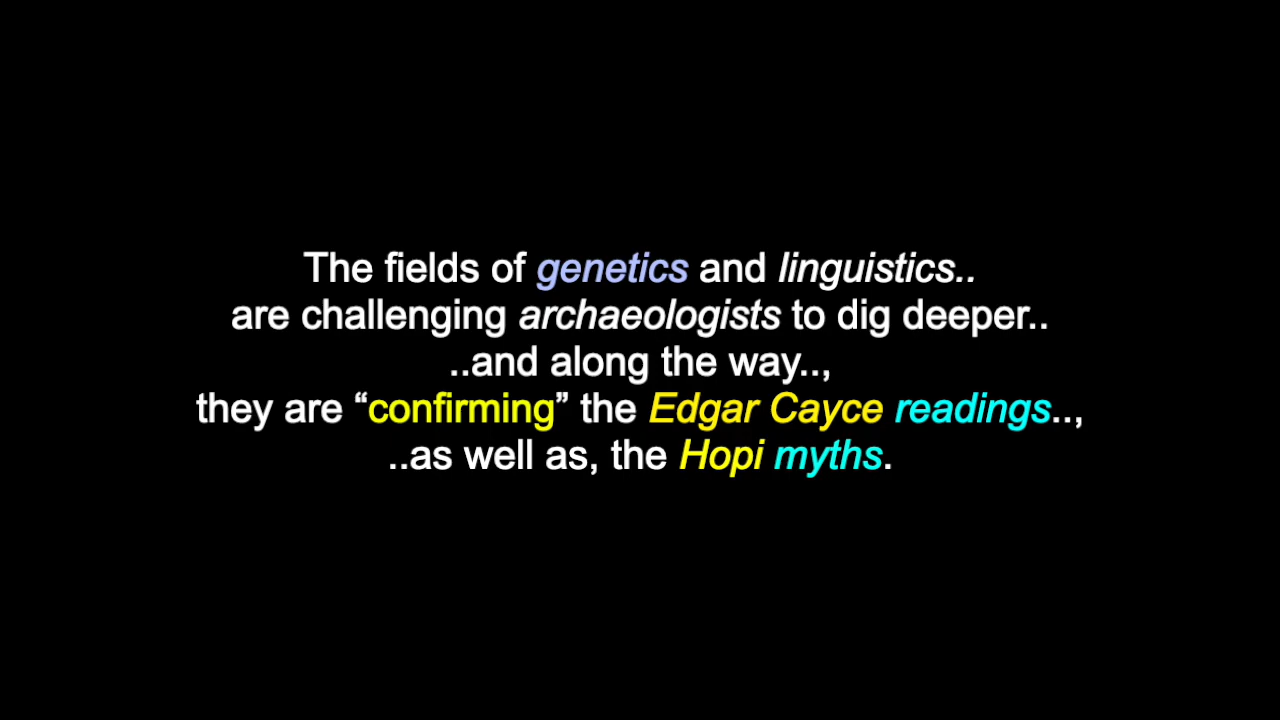 The fields of genetics and linguistics..
are challenging archaeologists to dig deeper..
..and along the way..,
they are “confirming” the Edgar Cayce readings..,
..as well as, the Hopi myths.